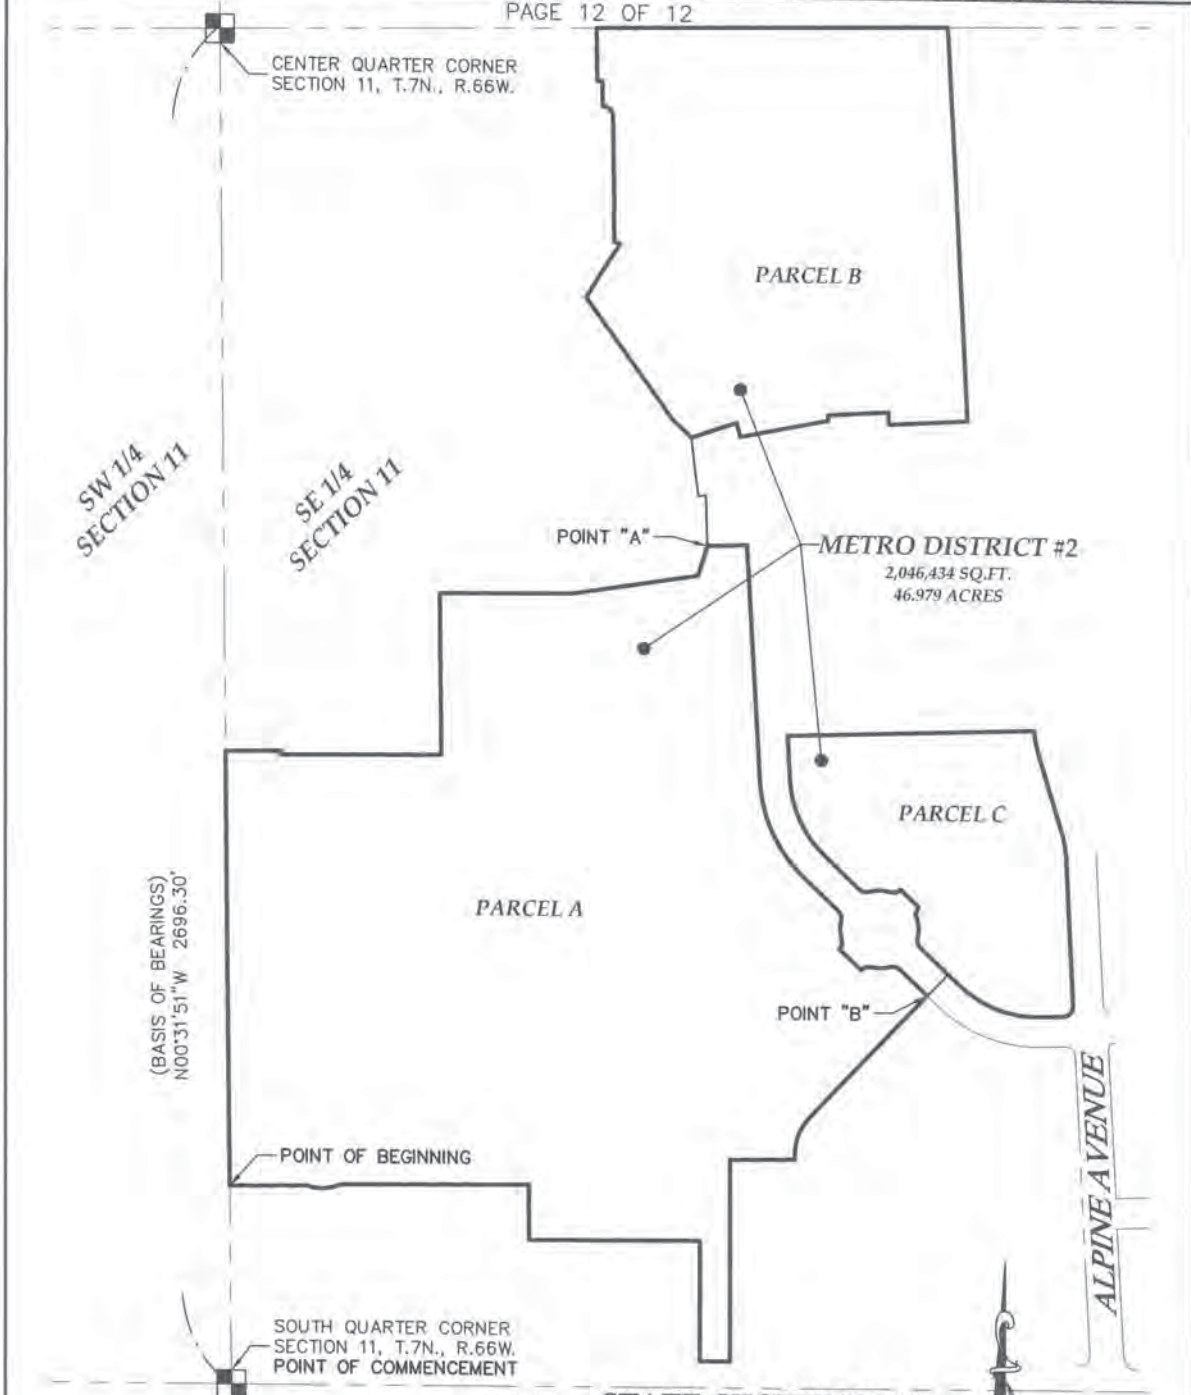 PAGE 12 OF 12
CENTER QUARTER CORNER
SECTION 11, T.7N., R.66W.
PARCEL B
SW 1/4
SECTION 11
SE 1/4
SECTION 11
POINT "A"
METRO DISTRICT #2
2,046,434 SQ.FT.
46.979 ACRES
PARCEL C
PARCEL A
(BASIS OF BEARINGS)
N00°31'51"W 2696.30'
POINT "B"
ALPINE AVENUE
POINT OF BEGINNING
SOUTH QUARTER CORNER
SECTION 11, T.7N., R.66W.
POINT OF COMMENCEMENT